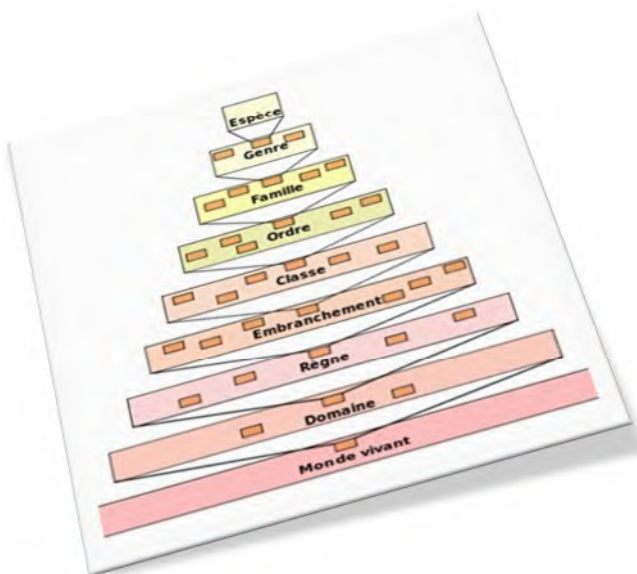 Espèce
Genre
Famille
Ordre
Classe
Embranchement
Règne
Domaine
Monde vivant